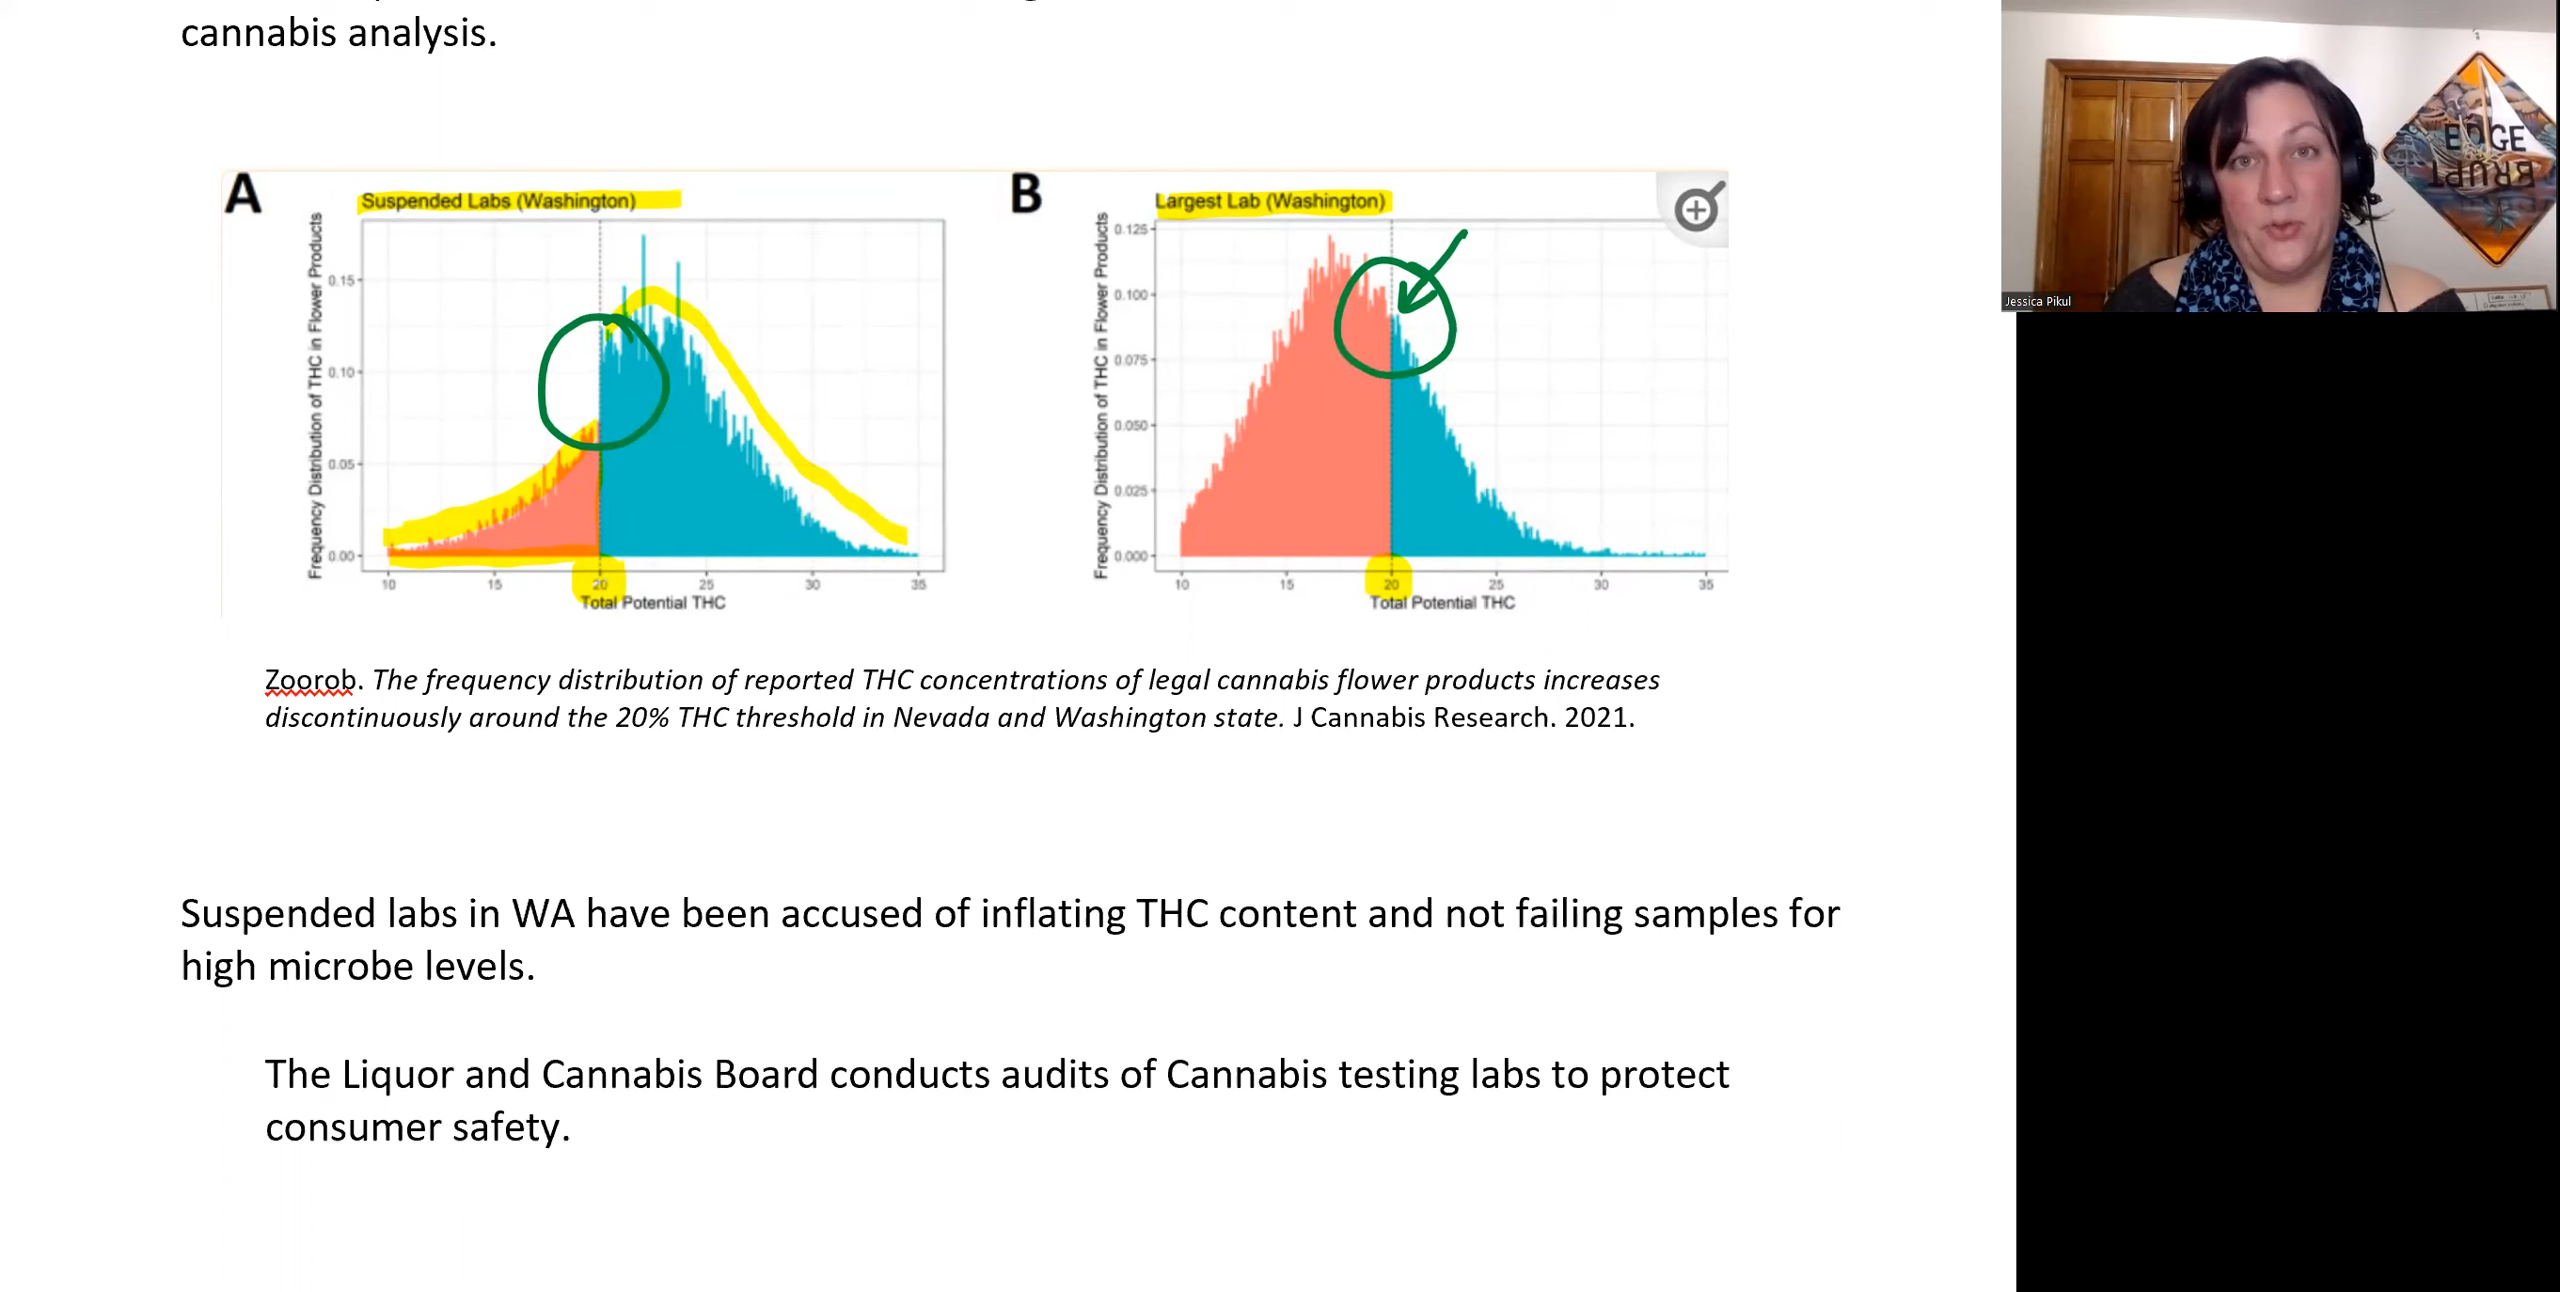 cannabis analysis.
A
Suspended Labs (Washington)
Frequency Distribution of THC in Flower Products
0.15
0.10
0.05
0.00
10 15 20 25 30 35
Total Potential THC
B
Largest Lab (Washington)
Frequency Distribution of THC in Flower Products
0.125
0.100
0.075
0.050
0.025
0.000
10 15 20 25 30 35
Total Potential THC
Zoorob. The frequency distribution of reported THC concentrations of legal cannabis flower products increases
discontinuously around the 20% THC threshold in Nevada and Washington state. J Cannabis Research. 2021.
Suspended labs in WA have been accused of inflating THC content and not failing samples for
high microbe levels.
The Liquor and Cannabis Board conducts audits of Cannabis testing labs to protect
consumer safety.
Jessica Pikul